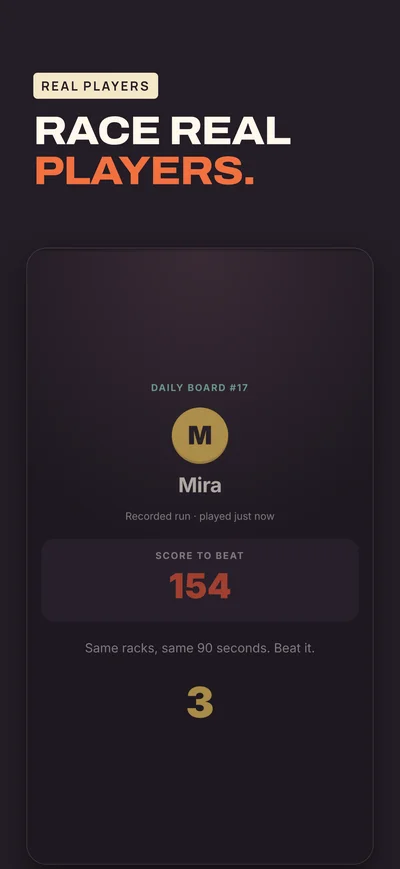 REAL PLAYERS
RACE REAL
PLAYERS.
DAILY BOARD #17
M
Mira
Recorded run · played just now
SCORE TO BEAT
154
Same racks, same 90 seconds. Beat it.
3